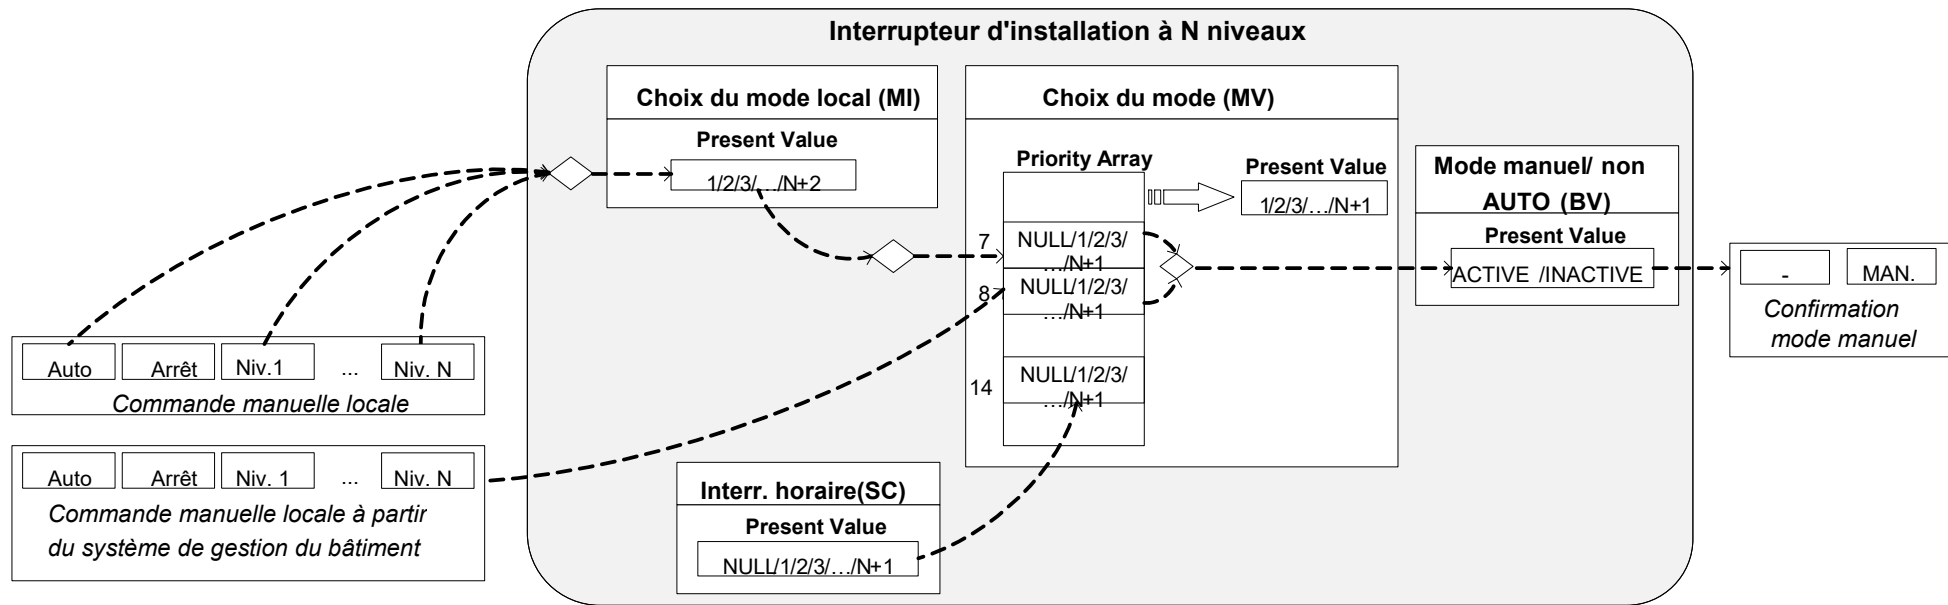 Interrupteur d'installation à N niveaux
Choix du mode local (MI)
Present Value
1/2/3/…/N+2
Choix du mode (MV)
Priority Array
Present Value
1/2/3/…/N+1
7
NULL/1/2/3/
…/N+1
8
NULL/1/2/3/
…/N+1
14
NULL/1/2/3/
…/N+1
Mode manuel/ non
AUTO (BV)
Present Value
ACTIVE /INACTIVE
-
MAN.
Confirmation
mode manuel
Auto
Arrêt
Niv.1
...
Niv. N
Commande manuelle locale
Auto
Arrêt
Niv. 1
...
Niv. N
Commande manuelle locale à partir
du système de gestion du bâtiment
Interr. horaire(SC)
Present Value
NULL/1/2/3/…/N+1